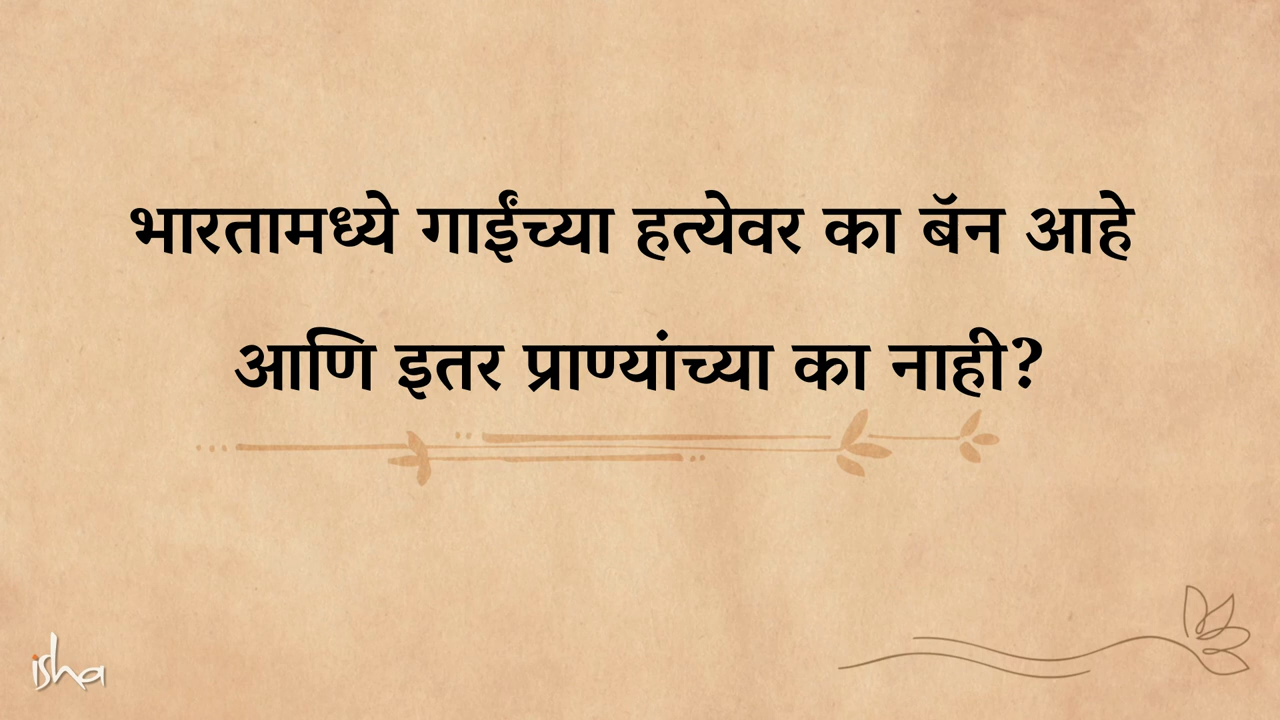 भारतामध्ये गाईंच्या हत्येवर का बॅन आहे
आणि इतर प्राण्यांच्या का नाही?
isha